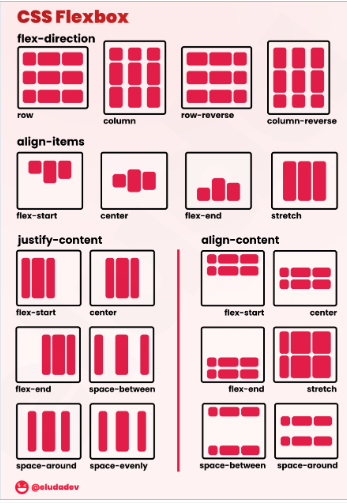 CSS Flexbox
flex-direction
row
column
row-reverse
column-reverse
align-items
flex-start
center
flex-end
stretch
justify-content
flex-start
center
flex-end
space-between
space-around
space-evenly
align-content
flex-start
center
flex-end
stretch
space-between
space-around
@eludadev